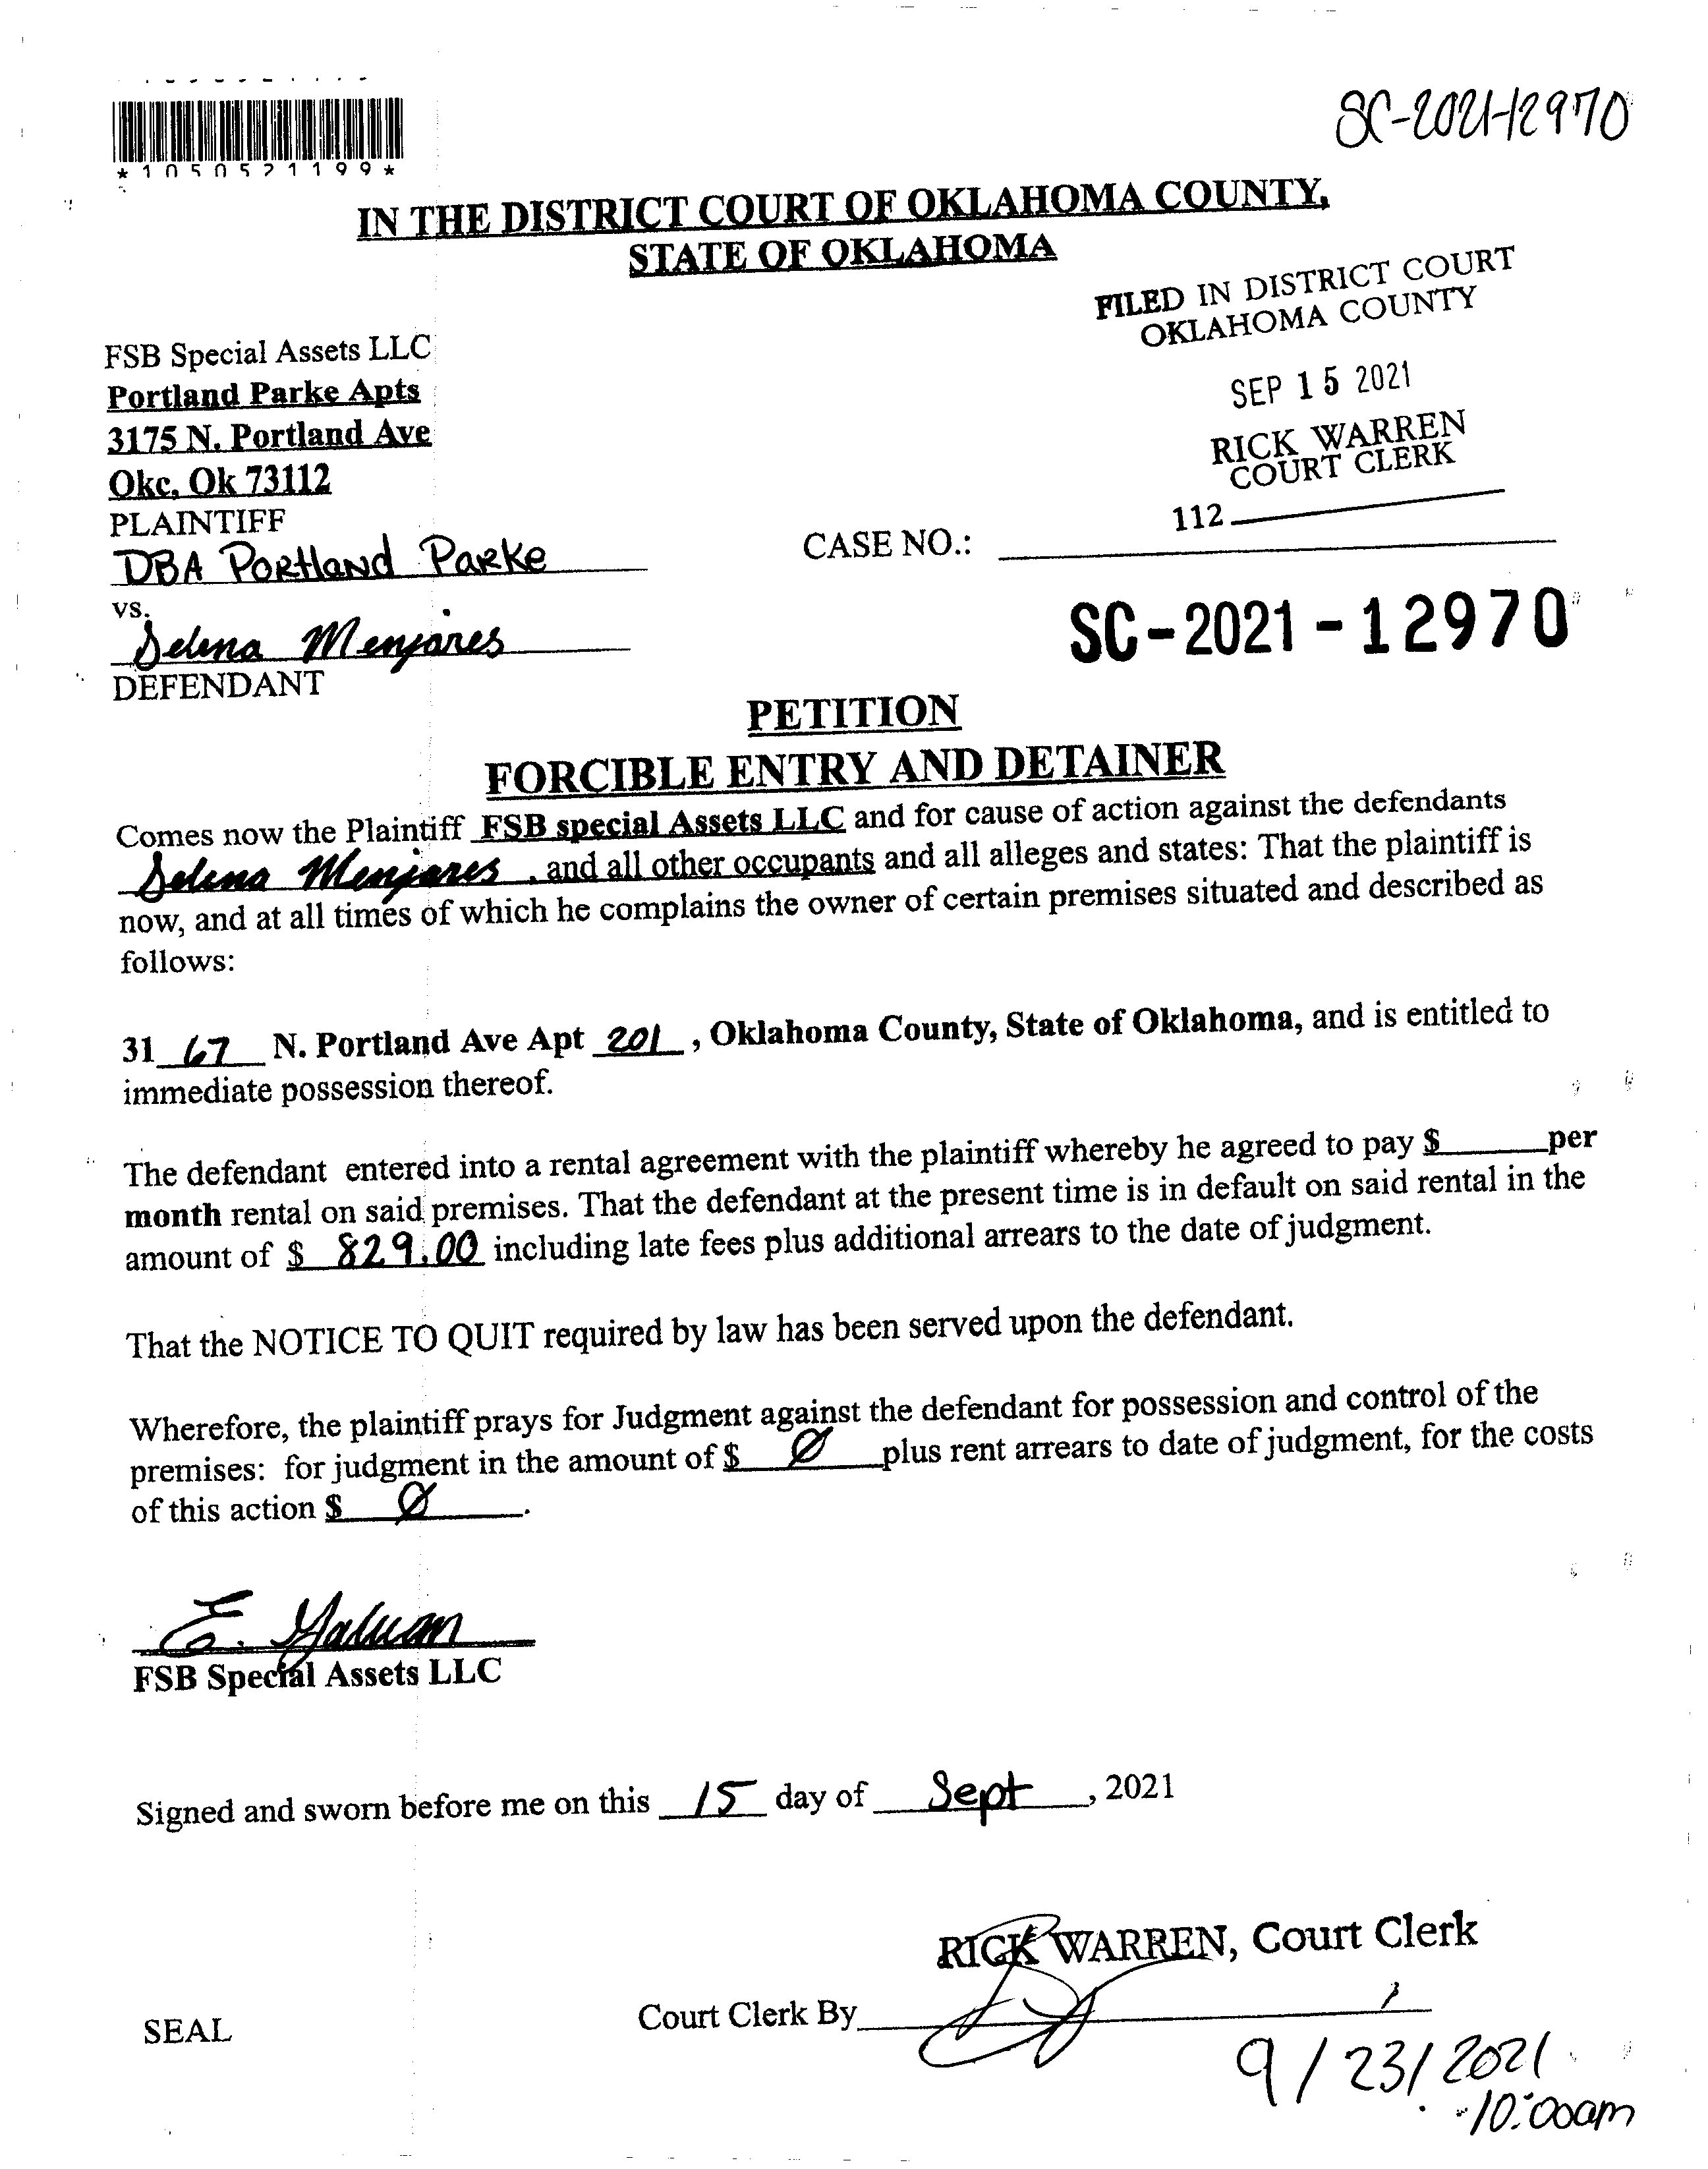 SC-2021-12970
*1050521199*
IN THE DISTRICT COURT OF OKLAHOMA COUNTY,
STATE OF OKLAHOMA
FILED IN DISTRICT COURT
OKLAHOMA COUNTY
SEP 15 2021
RICK WARREN
COURT CLERK
112
FSB Special Assets LLC
Portland Parke Apts
3175 N. Portland Ave
Okc, Ok 73112
PLAINTIFF
DBA Portland Parke
CASE NO.:
vs.
Selena Menjares
SC-2021-12970
DEFENDANT
PETITION
FORCIBLE ENTRY AND DETAINER
Comes now the Plaintiff FSB special Assets LLC and for cause of action against the defendants
Selena Menjares, and all other occupants and all alleges and states: That the plaintiff is
now, and at all times of which he complains the owner of certain premises situated and described as
follows:
31 67 N. Portland Ave Apt 201, Oklahoma County, State of Oklahoma, and is entitled to
immediate possession thereof.
The defendant entered into a rental agreement with the plaintiff whereby he agreed to pay $______per
month rental on said premises. That the defendant at the present time is in default on said rental in the
amount of $ 829.00 including late fees plus additional arrears to the date of judgment.
That the NOTICE TO QUIT required by law has been served upon the defendant.
Wherefore, the plaintiff prays for Judgment against the defendant for possession and control of the
premises: for judgment in the amount of $ Ø plus rent arrears to date of judgment, for the costs
of this action $ Ø.
E.
FSB Special Assets LLC
Signed and sworn before me on this 15 day of Sept, 2021
RICK WARREN, Court Clerk
SEAL
Court Clerk By
9/23/2021
10:00am